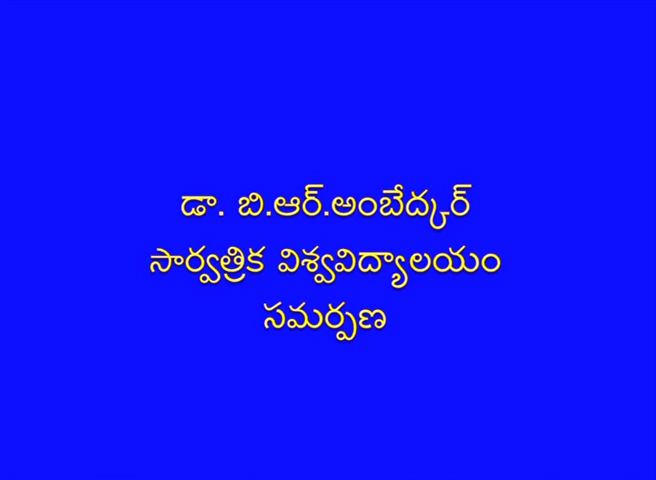 డా. బి.ఆర్.అంబేద్కర్
సార్వత్రిక విశ్వవిద్యాలయం
సమర్పణ